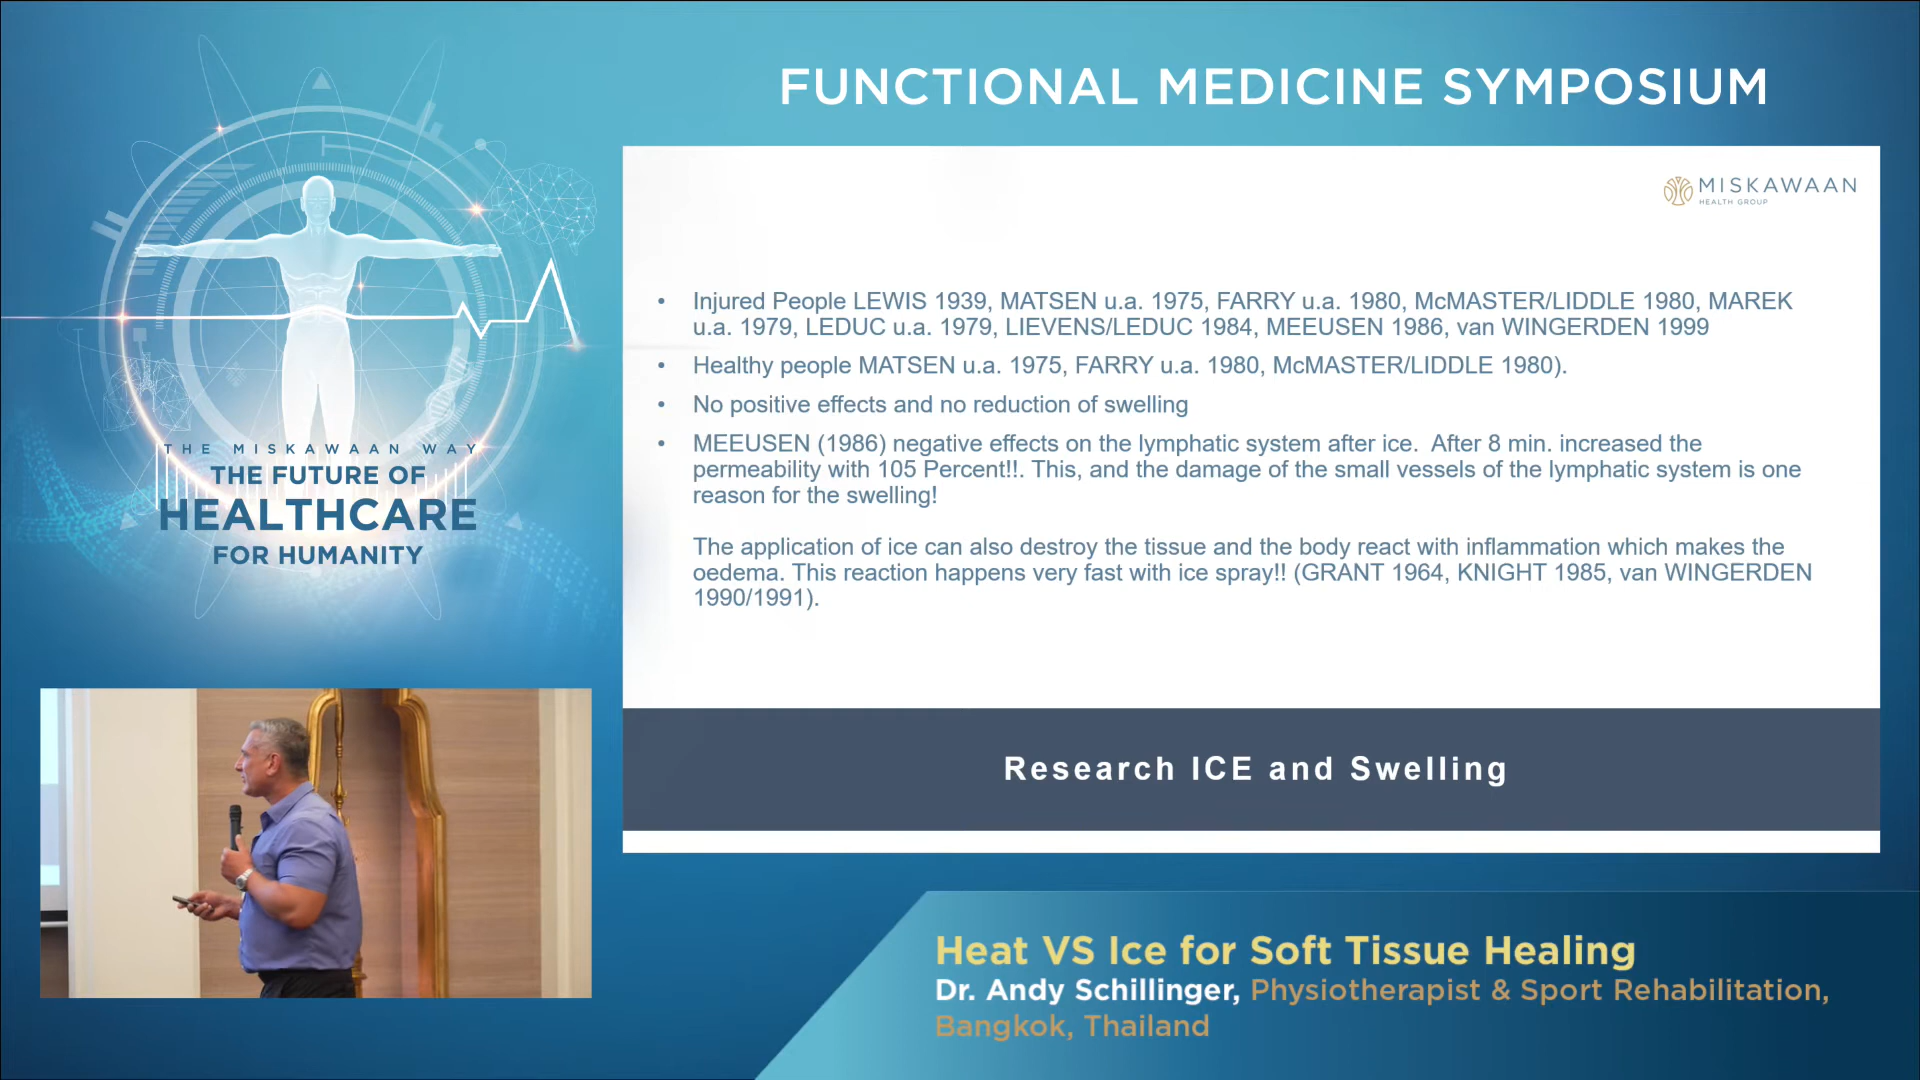 FUNCTIONAL MEDICINE SYMPOSIUM
MISKAWAAN
HEALTH GROUP
• Injured People LEWIS 1939, MATSEN u.a. 1975, FARRY u.a. 1980, McMASTER/LIDDLE 1980, MAREK
u.a. 1979, LEDUC u.a. 1979, LIEVENS/LEDUC 1984, MEEUSEN 1986, van WINGERDEN 1999
• Healthy people MATSEN u.a. 1975, FARRY u.a. 1980, McMASTER/LIDDLE 1980).
• No positive effects and no reduction of swelling
• MEEUSEN (1986) negative effects on the lymphatic system after ice. After 8 min. increased the
permeability with 105 Percent!!. This, and the damage of the small vessels of the lymphatic system is one
reason for the swelling!
The application of ice can also destroy the tissue and the body react with inflammation which makes the
oedema. This reaction happens very fast with ice spray!! (GRANT 1964, KNIGHT 1985, van WINGERDEN
1990/1991).
Research ICE and Swelling
THE MISKAWAAN WAY
THE FUTURE OF
HEALTHCARE
FOR HUMANITY
Heat VS Ice for Soft Tissue Healing
Dr. Andy Schillinger, Physiotherapist & Sport Rehabilitation,
Bangkok, Thailand